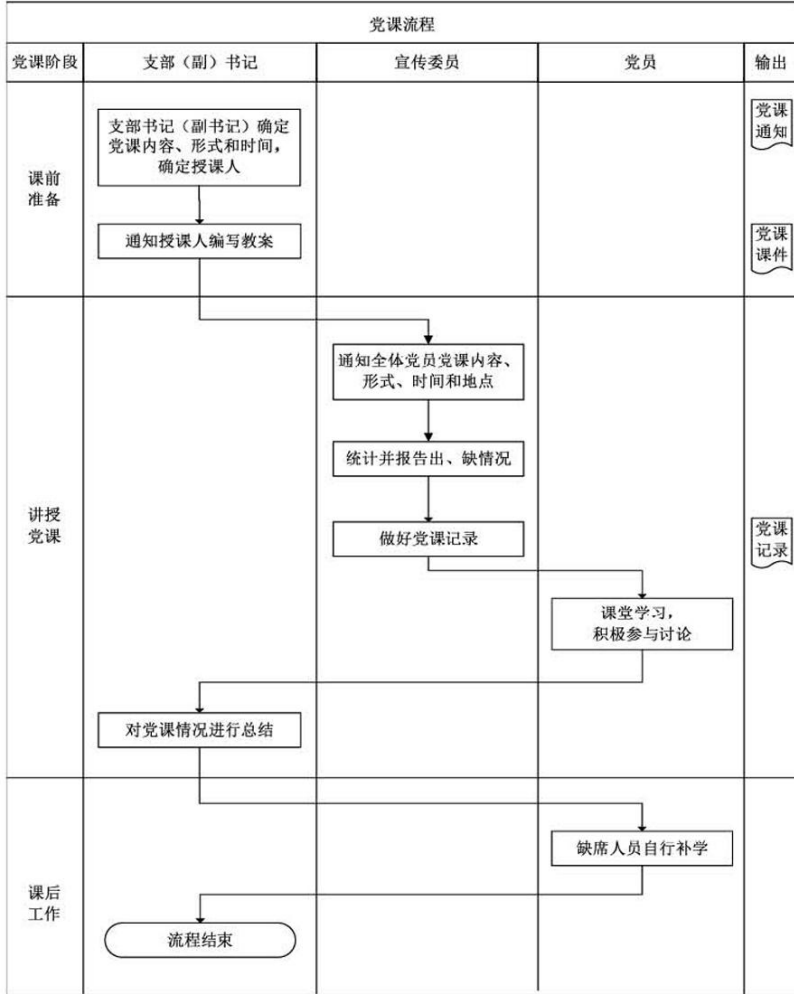 党课流程
党课阶段
支部（副）书记
宣传委员
党员
输出
课前
准备
支部书记（副书记）确定
党课内容、形式和时间，
确定授课人
党课
通知
通知授课人编写教案
党课
课件
讲授
党课
通知全体党员党课内容、
形式、时间和地点
统计并报告出、缺情况
做好党课记录
党课
记录
课堂学习，
积极参与讨论
对党课情况进行总结
课后
工作
缺席人员自行补学
流程结束